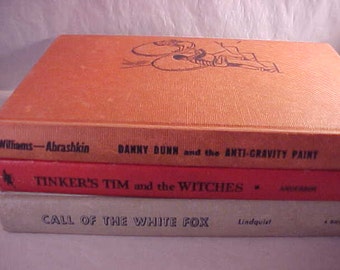 Williams—Abrashkin DANNY DUNN and the ANTI-GRAVITY PAINT
TINKER'S TIM and the WITCHES ANDERSON
CALL OF THE WHITE FOX Lindquist